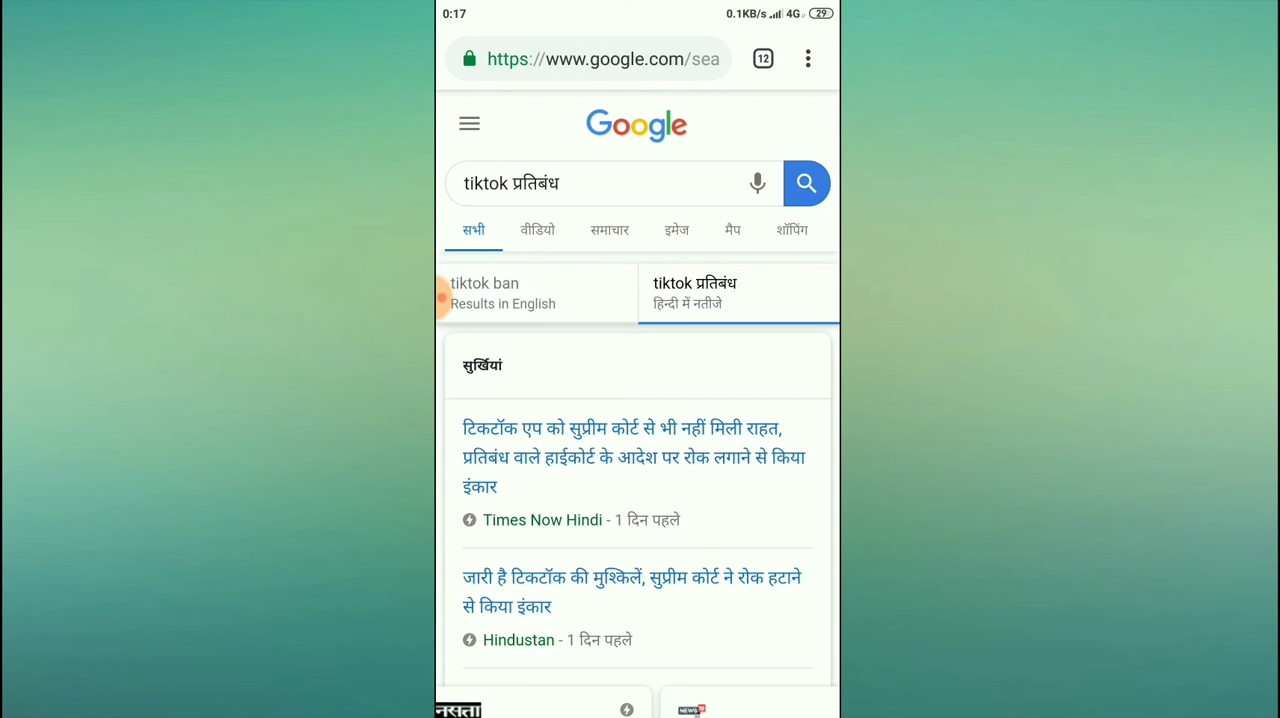 0:17
0.1KB/s 4G 29
https://www.google.com/sea
12
Google
tiktok प्रतिबंध
सभी वीडियो समाचार इमेज मैप शॉपिंग
tiktok ban
Results in English
tiktok प्रतिबंध
हिन्दी में नतीजे
सुर्खियां
टिकटॉक एप को सुप्रीम कोर्ट से भी नहीं मिली राहत,
प्रतिबंध वाले हाईकोर्ट के आदेश पर रोक लगाने से किया
इंकार
Times Now Hindi - 1 दिन पहले
जारी है टिकटॉक की मुश्किलें, सुप्रीम कोर्ट ने रोक हटाने
से किया इंकार
Hindustan - 1 दिन पहले
नसता
NEWS18